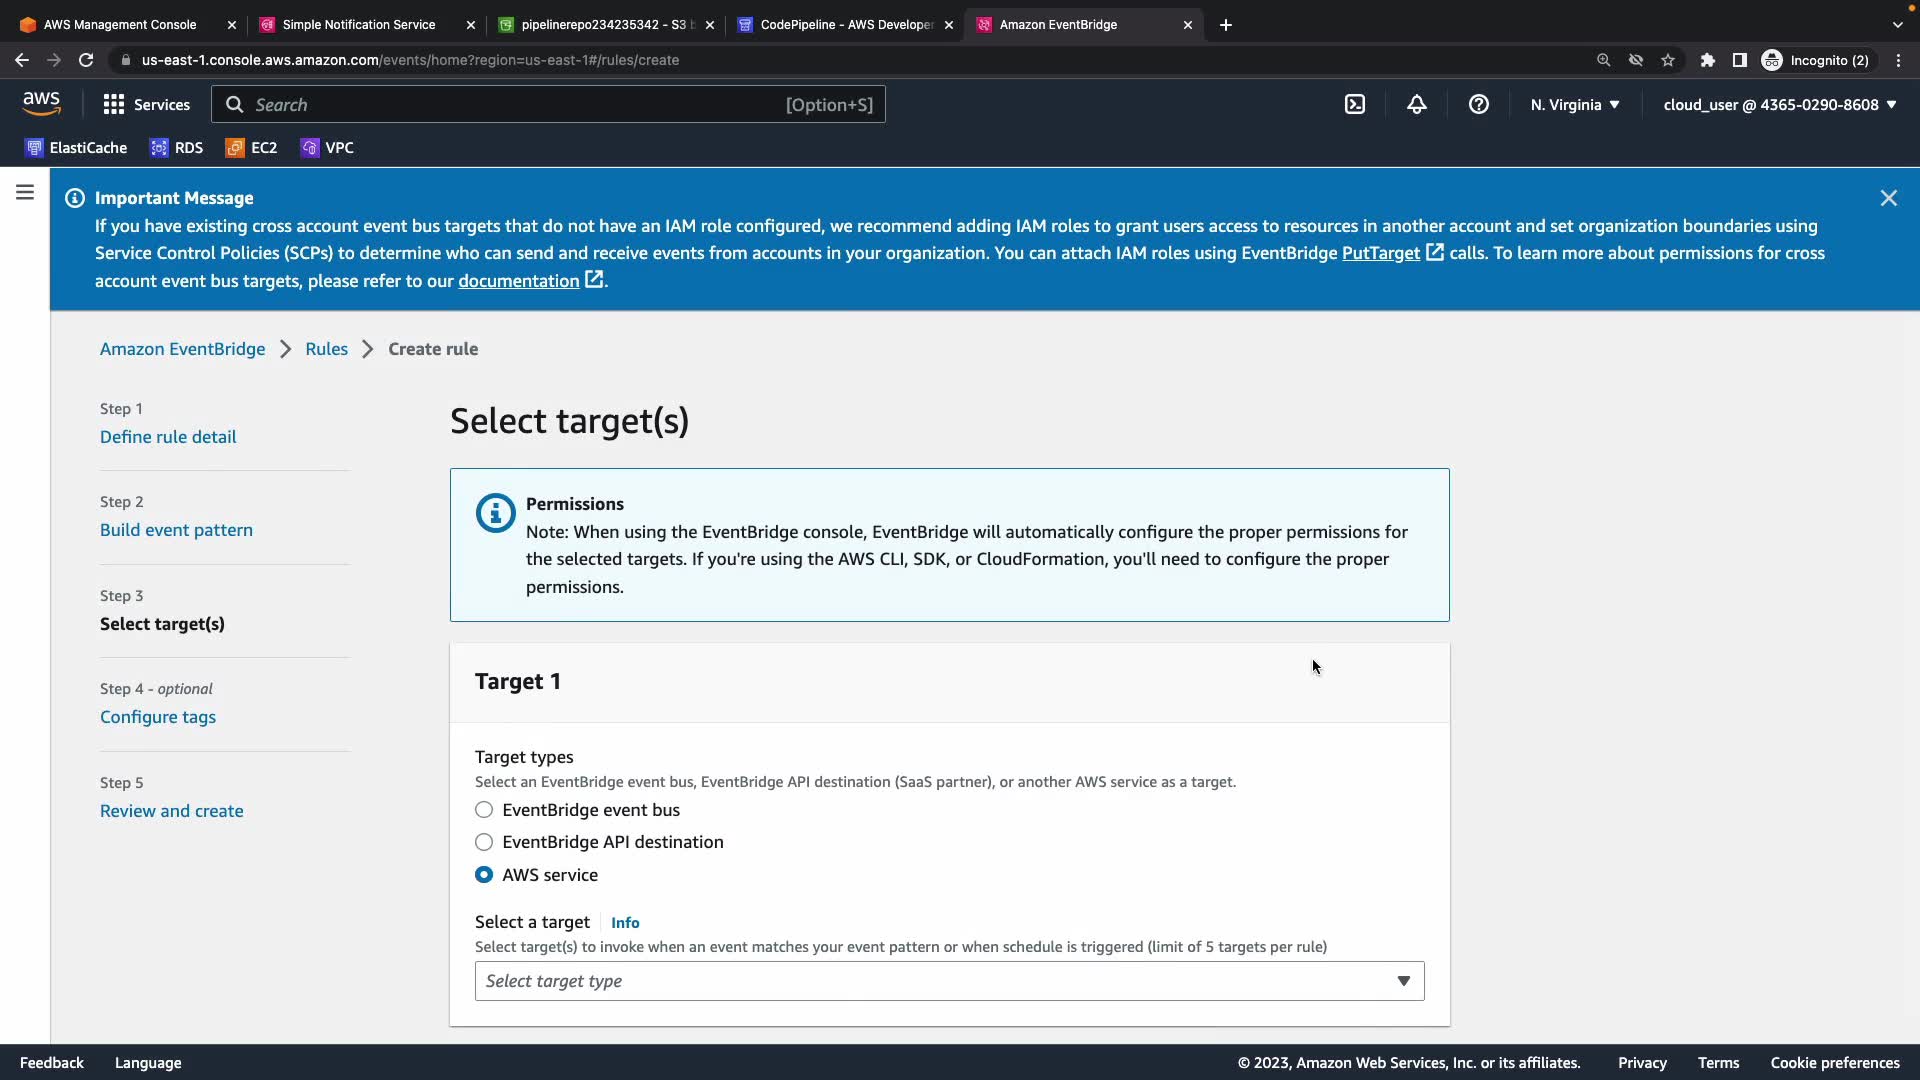 AWS Management Console
Simple Notification Service
pipelinerepo234235342 - S3 b
CodePipeline - AWS Developer
Amazon EventBridge
us-east-1.console.aws.amazon.com/events/home?region=us-east-1#/rules/create
Incognito (2)
aws
Services
Search
[Option+S]
N. Virginia
cloud_user @ 4365-0290-8608
ElastiCache
RDS
EC2
VPC
Important Message
If you have existing cross account event bus targets that do not have an IAM role configured, we recommend adding IAM roles to grant users access to resources in another account and set organization boundaries using
Service Control Policies (SCPs) to determine who can send and receive events from accounts in your organization. You can attach IAM roles using EventBridge PutTarget calls. To learn more about permissions for cross
account event bus targets, please refer to our documentation .
Amazon EventBridge
Rules
Create rule
Step 1
Define rule detail
Step 2
Build event pattern
Step 3
Select target(s)
Step 4 - optional
Configure tags
Step 5
Review and create
Select target(s)
Permissions
Note: When using the EventBridge console, EventBridge will automatically configure the proper permissions for
the selected targets. If you're using the AWS CLI, SDK, or CloudFormation, you'll need to configure the proper
permissions.
Target 1
Target types
Select an EventBridge event bus, EventBridge API destination (SaaS partner), or another AWS service as a target.
EventBridge event bus
EventBridge API destination
AWS service
Select a target
Info
Select target(s) to invoke when an event matches your event pattern or when schedule is triggered (limit of 5 targets per rule)
Select target type
Feedback
Language
© 2023, Amazon Web Services, Inc. or its affiliates.
Privacy
Terms
Cookie preferences